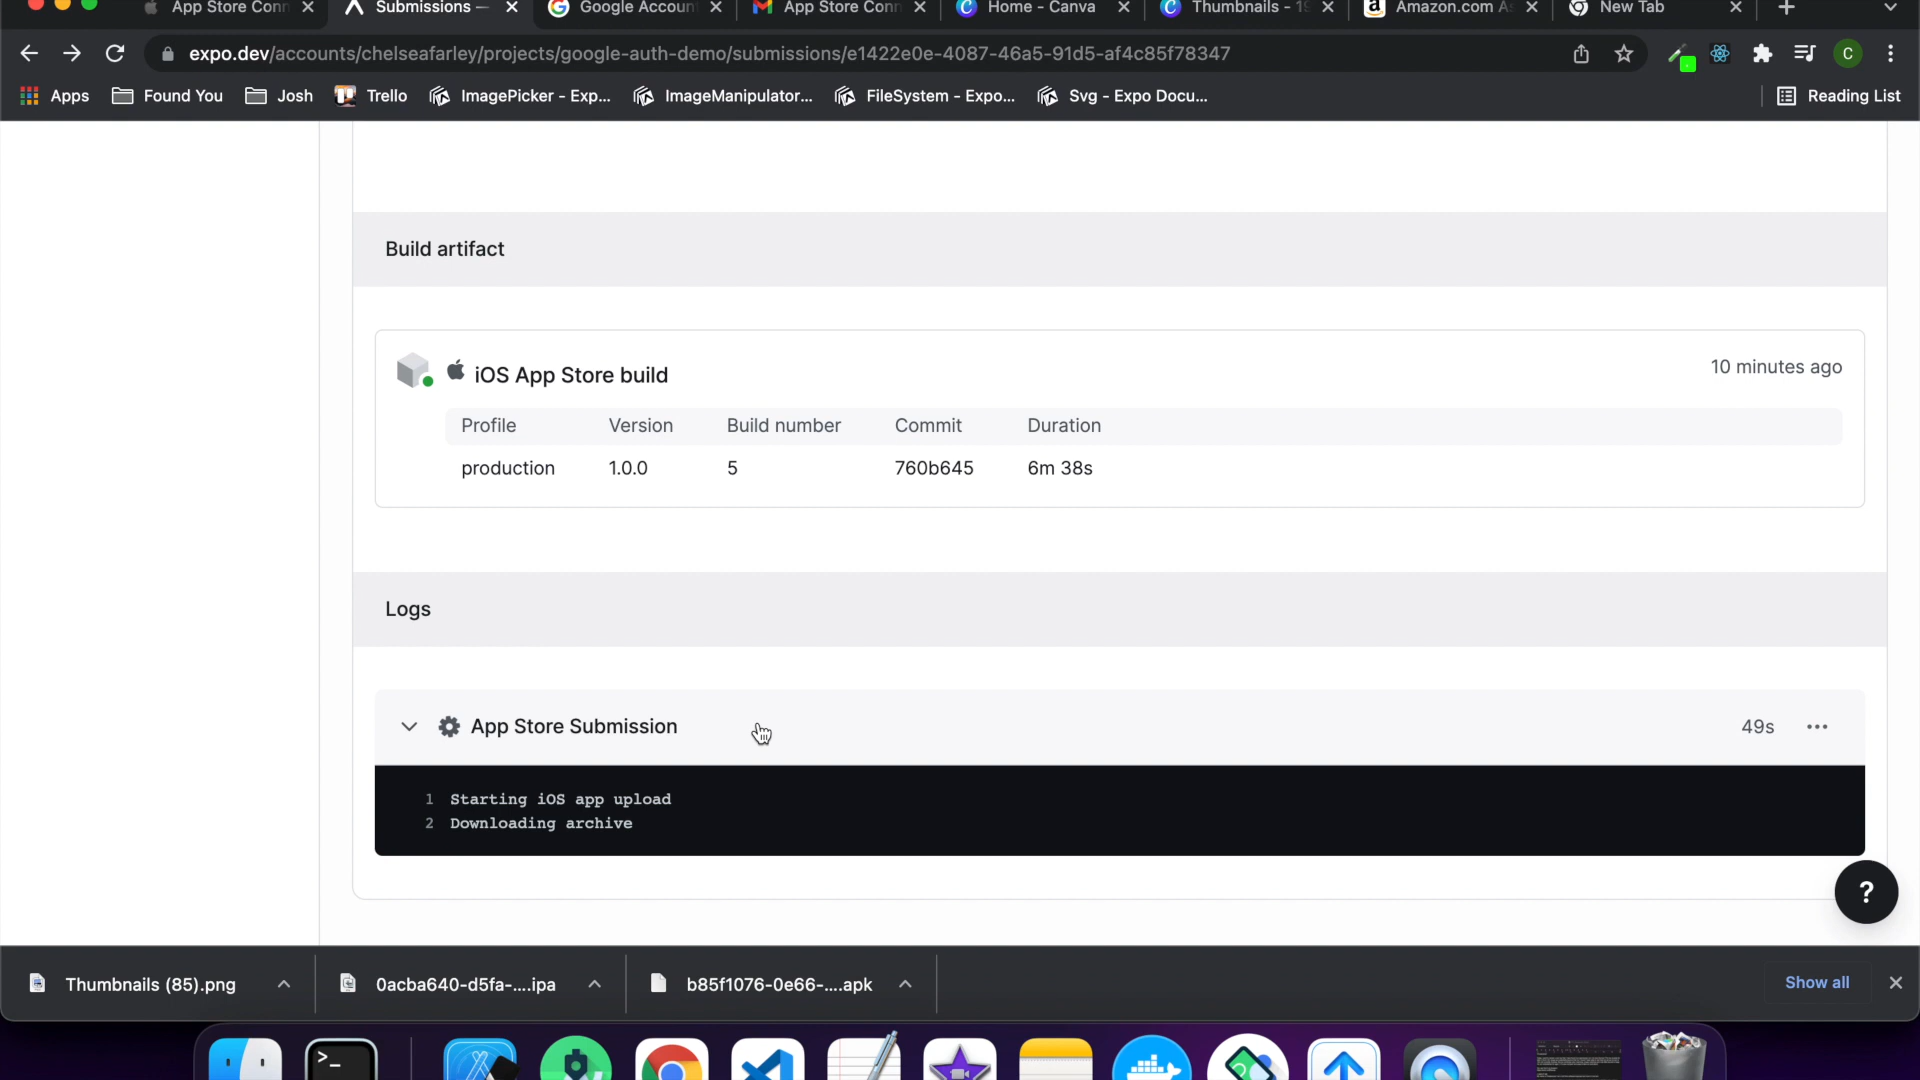 App Store Conn
Submissions —
Google Accoun
App Store Conn
Home - Canva
Thumbnails - 19
Amazon.com As
New Tab
expo.dev/accounts/chelseafarley/projects/google-auth-demo/submissions/e1422e0e-4087-46a5-91d5-af4c85f78347
C
Apps
Found You
Josh
Trello
ImagePicker - Exp...
ImageManipulator...
FileSystem - Expo...
Svg - Expo Docu...
Reading List
Build artifact
iOS App Store build
10 minutes ago
Profile Version Build number Commit Duration
production 1.0.0 5 760b645 6m 38s
Logs
App Store Submission
49s
1 Starting iOS app upload
2 Downloading archive
?
Thumbnails (85).png
0acba640-d5fa-....ipa
b85f1076-0e66-....apk
Show all